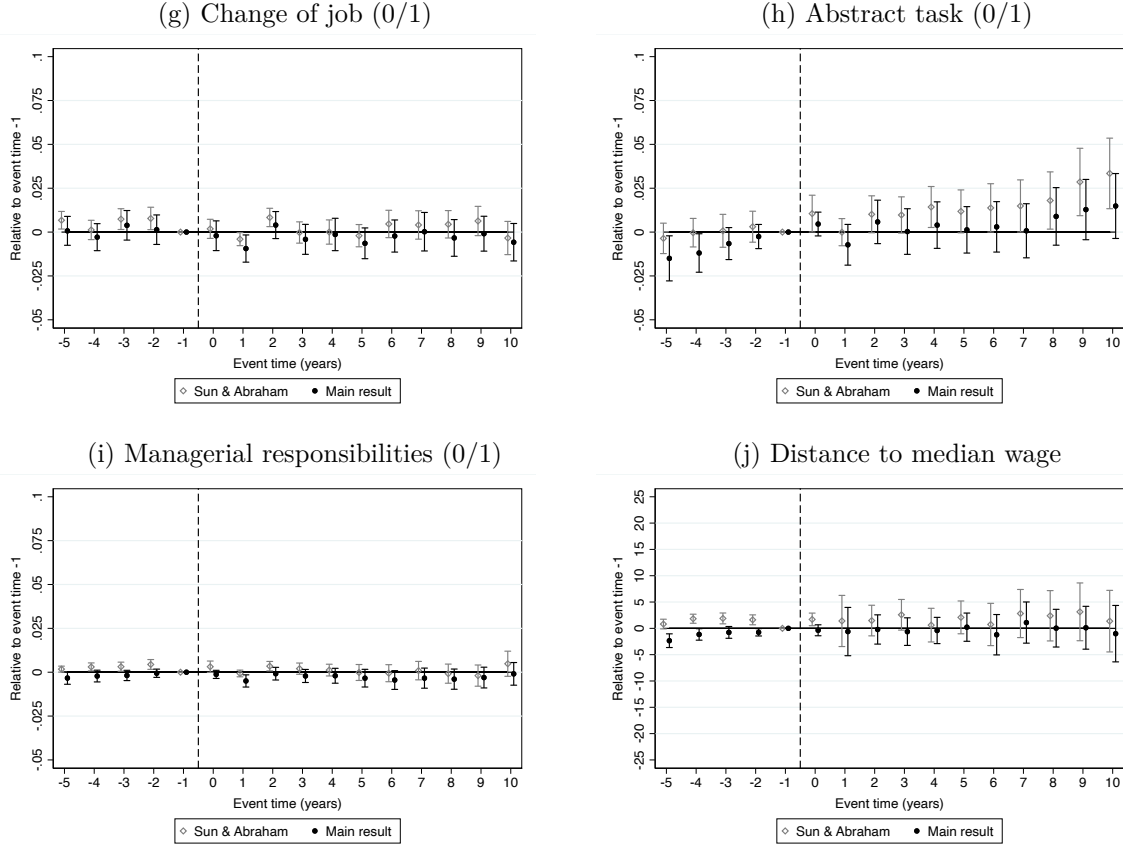 (g) Change of job (0/1)
Relative to event time -1
.1
.075
.05
.025
0
-.025
-.05
-5 -4 -3 -2 -1 0 1 2 3 4 5 6 7 8 9 10
Event time (years)
Sun & Abraham Main result
(h) Abstract task (0/1)
Relative to event time -1
.1
.075
.05
.025
0
-.025
-.05
-5 -4 -3 -2 -1 0 1 2 3 4 5 6 7 8 9 10
Event time (years)
Sun & Abraham Main result
(i) Managerial responsibilities (0/1)
Relative to event time -1
.1
.075
.05
.025
0
-.025
-.05
-5 -4 -3 -2 -1 0 1 2 3 4 5 6 7 8 9 10
Event time (years)
Sun & Abraham Main result
(j) Distance to median wage
Relative to event time -1
25
20
15
10
5
0
-5
-10
-15
-20
-25
-5 -4 -3 -2 -1 0 1 2 3 4 5 6 7 8 9 10
Event time (years)
Sun & Abraham Main result